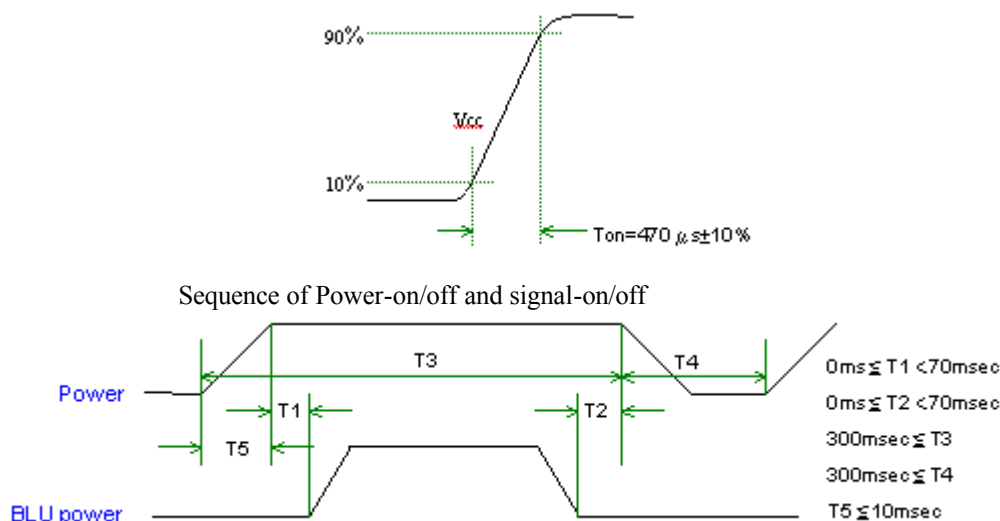 90%
Vcc
10%
Ton=470 μs±10%
Sequence of Power-on/off and signal-on/off
T3
T4
0ms≦T1<70msec
Power
T1
T2
0ms≦T2<70msec
T5
300msec≦T3
300msec≦T4
BLU power
T5≦10msec